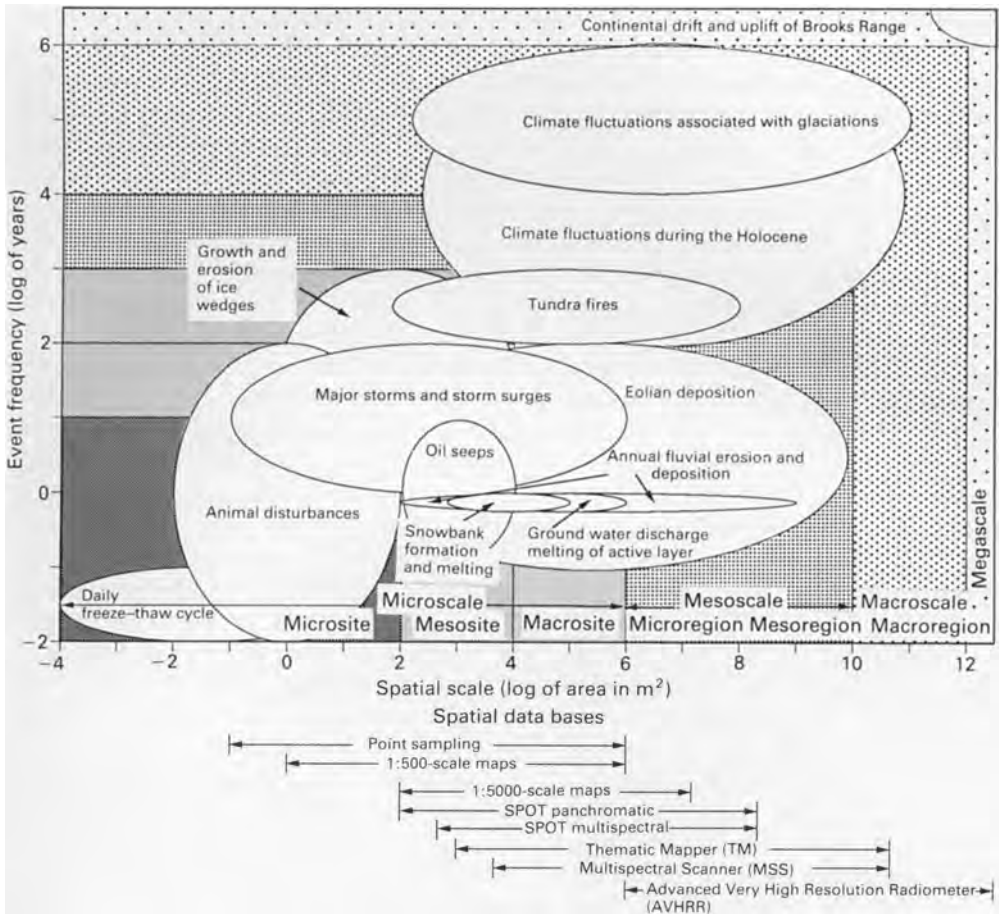 Continental drift and uplift of Brooks Range
6
Climate fluctuations associated with glaciations
4
Climate fluctuations during the Holocene
Growth and
erosion
of ice
wedges
Tundra fires
Event frequency (log of years)
2
Major storms and storm surges
Eolian deposition
Oil seeps
Annual fluvial erosion and
deposition
0
Animal disturbances
Snowbank
formation
and melting
Ground water discharge
melting of active layer
Megascale
Daily
freeze–thaw cycle
Microscale
Mesoscale
Macroscale
Microsite
Mesosite
Macrosite
Microregion
Mesoregion
Macroregion
−2
−4 −2 0 2 4 6 8 10 12
Spatial scale (log of area in m²)
Spatial data bases
Point sampling
1:500-scale maps
1:5000-scale maps
SPOT panchromatic
SPOT multispectral
Thematic Mapper (TM)
Multispectral Scanner (MSS)
Advanced Very High Resolution Radiometer
(AVHRR)